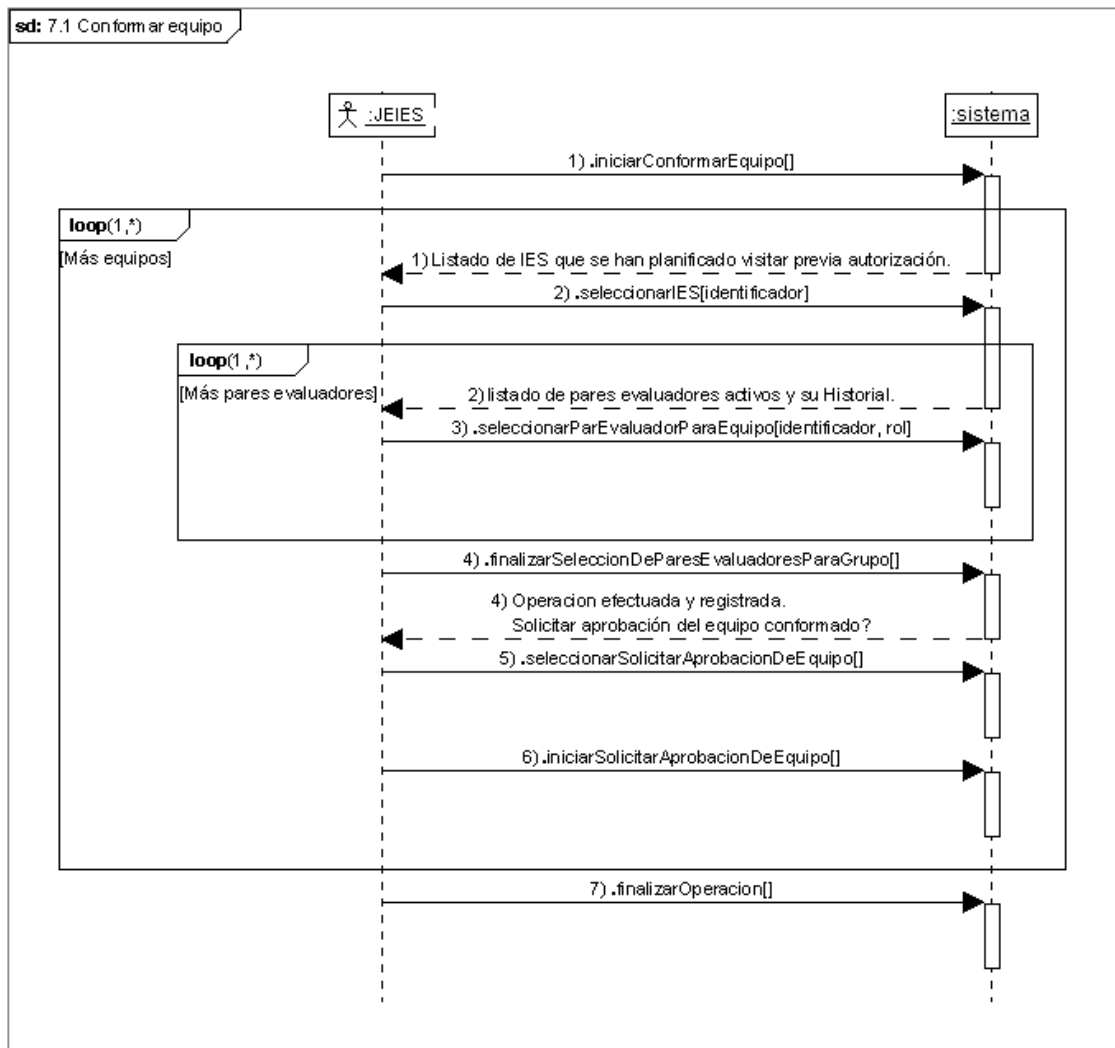 sd: 7.1 Conformar equipo
:JEIES
:sistema
1) .iniciarConformarEquipo[]
loop(1,*)
[Más equipos]
1) Listado de IES que se han planificado visitar previa autorización.
2) .seleccionarIES[identificador]
loop(1,*)
[Más pares evaluadores]
2) listado de pares evaluadores activos y su Historial.
3) .seleccionarParEvaluadorParaEquipo[identificador, rol]
4) .finalizarSeleccionDeParesEvaluadoresParaGrupo[]
4) Operacion efectuada y registrada.
Solicitar aprobación del equipo conformado?
5) .seleccionarSolicitarAprobacionDeEquipo[]
6) .iniciarSolicitarAprobacionDeEquipo[]
7) .finalizarOperacion[]